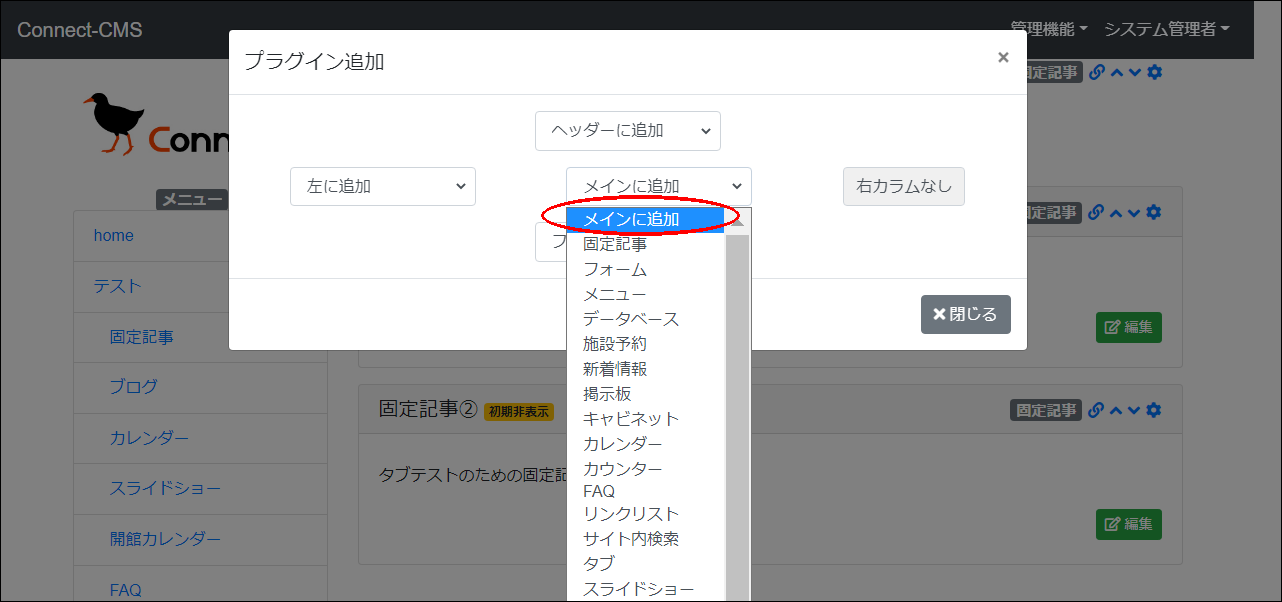 Connect-CMS
管理機能
システム管理者
プラグイン追加
×
固定記事
ヘッダーに追加
Conn
左に追加
メインに追加
右カラムなし
メニュー
メインに追加
固定記事
home
固定記事
フ
フォーム
テスト
メニュー
閉じる
データベース
編集
固定記事
施設予約
新着情報
ブログ
掲示板
固定記事②
初期非表示
固定記事
キャビネット
カレンダー
カレンダー
タブテストのための固定記
カウンター
スライドショー
FAQ
リンクリスト
編集
開館カレンダー
サイト内検索
タブ
FAQ
スライドショー